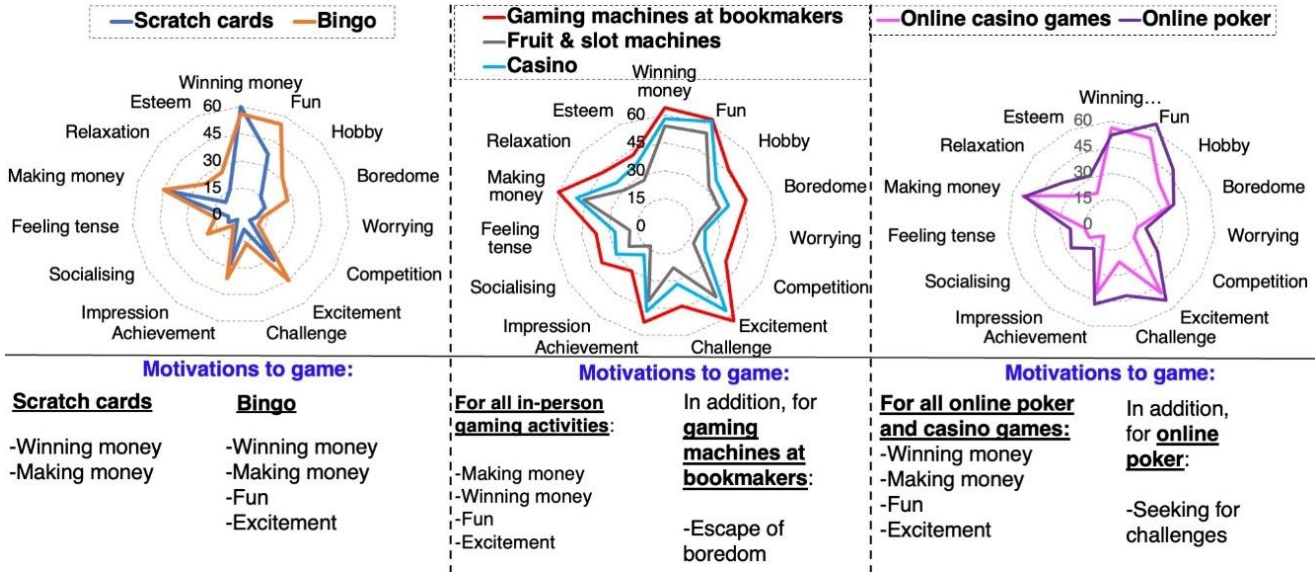 Scratch cards Bingo
Winning money
Esteem Fun
Relaxation Hobby
Making money Boredome
Feeling tense Worrying
Socialising Competition
Impression Excitement
Achievement Challenge
60
45
30
15
0
Gaming machines at bookmakers
Fruit & slot machines
Casino
Winning
money
Esteem Fun
Relaxation Hobby
Making
money
Boredome
Feeling
tense
Worrying
Socialising Competition
Impression Excitement
Achievement Challenge
60
45
30
15
0
Online casino games Online poker
Winning…
Esteem Fun
Relaxation Hobby
Making money Boredome
Feeling tense Worrying
Socialising Competition
Impression Excitement
Achievement Challenge
60
45
30
15
0
Motivations to game:
Scratch cards
-Winning money
-Making money
Bingo
-Winning money
-Making money
-Fun
-Excitement
Motivations to game:
For all in-person
gaming activities:
-Making money
-Winning money
-Fun
-Excitement
In addition, for
gaming
machines at
bookmakers:
-Escape of
boredom
Motivations to game:
For all online poker
and casino games:
-Winning money
-Making money
-Fun
-Excitement
In addition,
for online
poker:
-Seeking for
challenges